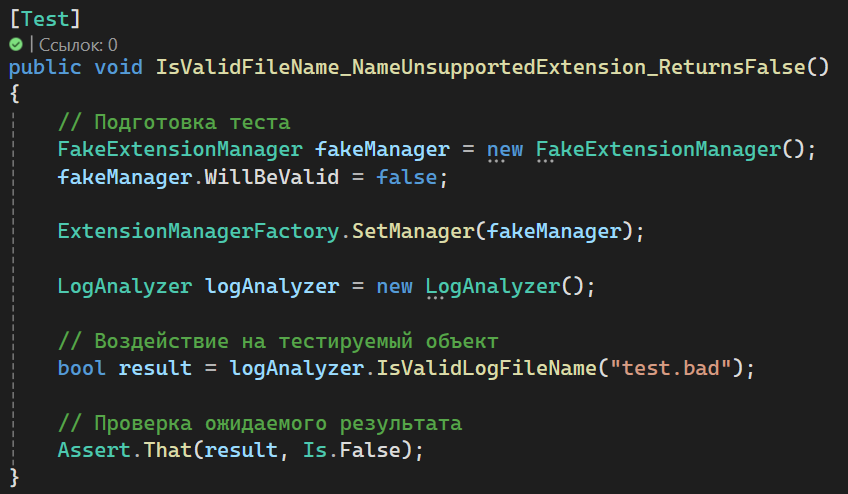 [Test]
| Ссылок: 0
public void IsValidFileName_NameUnsupportedExtension_ReturnsFalse()
{
// Подготовка теста
FakeExtensionManager fakeManager = new FakeExtensionManager();
fakeManager.WillBeValid = false;
ExtensionManagerFactory.SetManager(fakeManager);
LogAnalyzer logAnalyzer = new LogAnalyzer();
// Воздействие на тестируемый объект
bool result = logAnalyzer.IsValidLogFileName("test.bad");
// Проверка ожидаемого результата
Assert.That(result, Is.False);
}